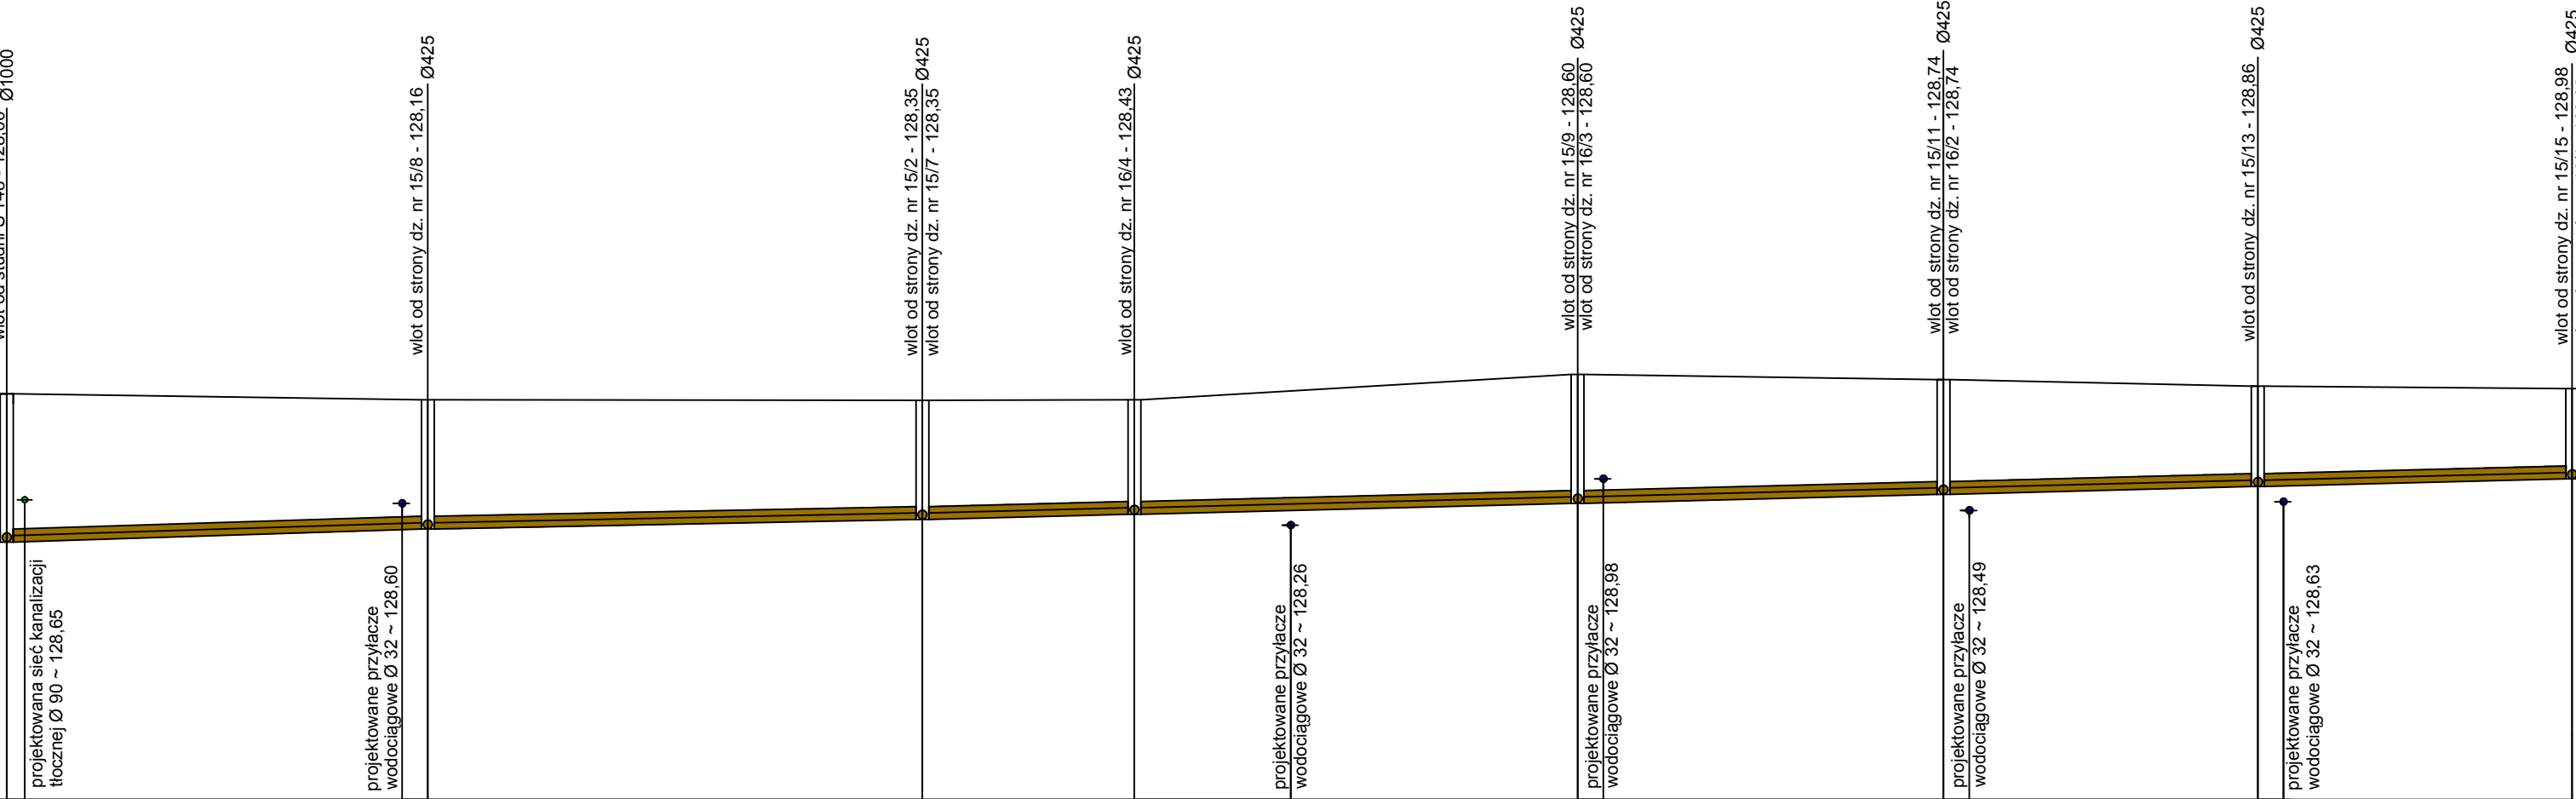 Ø1000
Ø425
wlot od strony dz. nr 15/8 - 128,16
Ø425
wlot od strony dz. nr 15/2 - 128,35
wlot od strony dz. nr 15/7 - 128,35
Ø425
wlot od strony dz. nr 16/4 - 128,43
Ø425
wlot od strony dz. nr 15/9 - 128,60
wlot od strony dz. nr 16/3 - 128,60
Ø425
wlot od strony dz. nr 15/11 - 128,74
wlot od strony dz. nr 16/2 - 128,74
Ø425
wlot od strony dz. nr 15/13 - 128,86
Ø425
wlot od strony dz. nr 15/15 - 128,98
projektowana sieć kanalizacji
tłocznej Ø 90 ~ 128,65
projektowane przyłacze
wodociągowe Ø 32 ~ 128,60
projektowane przyłacze
wodociągowe Ø 32 ~ 128,26
projektowane przyłacze
wodociągowe Ø 32 ~ 128,98
projektowane przyłacze
wodociągowe Ø 32 ~ 128,49
projektowane przyłacze
wodociągowe Ø 32 ~ 128,63